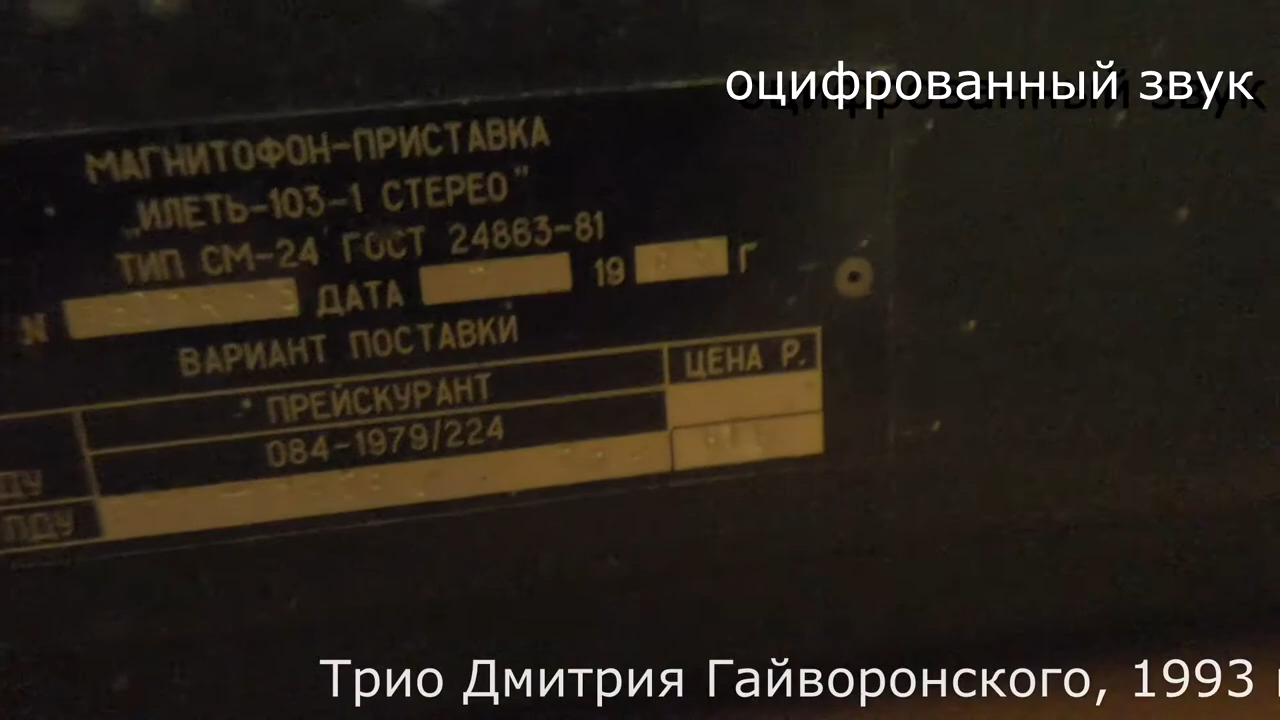 оцифрованный звук
МАГНИТОФОН-ПРИСТАВКА
„ИЛЕТЬ-103-1 СТЕРЕО"
ТИП СМ-24 ГОСТ 24863-81
N ДАТА 19 Г
ВАРИАНТ ПОСТАВКИ
ПРЕЙСКУРАНТ ЦЕНА Р.
084-1979/224
ДУ
ПДУ
Трио Дмитрия Гайворонского, 1993